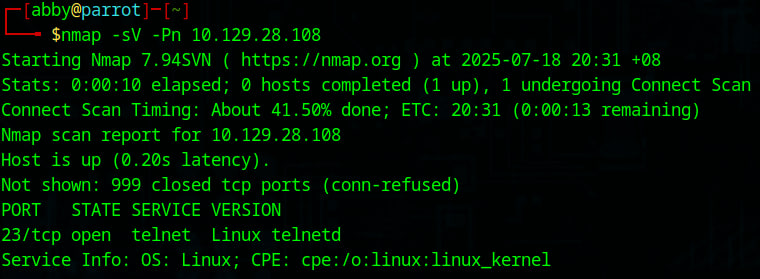 ┌─[abby@parrot]─[~]
└──╼ $nmap -sV -Pn 10.129.28.108
Starting Nmap 7.94SVN ( https://nmap.org ) at 2025-07-18 20:31 +08
Stats: 0:00:10 elapsed; 0 hosts completed (1 up), 1 undergoing Connect Scan
Connect Scan Timing: About 41.50% done; ETC: 20:31 (0:00:13 remaining)
Nmap scan report for 10.129.28.108
Host is up (0.20s latency).
Not shown: 999 closed tcp ports (conn-refused)
PORT   STATE SERVICE VERSION
23/tcp open  telnet  Linux telnetd
Service Info: OS: Linux; CPE: cpe:/o:linux:linux_kernel